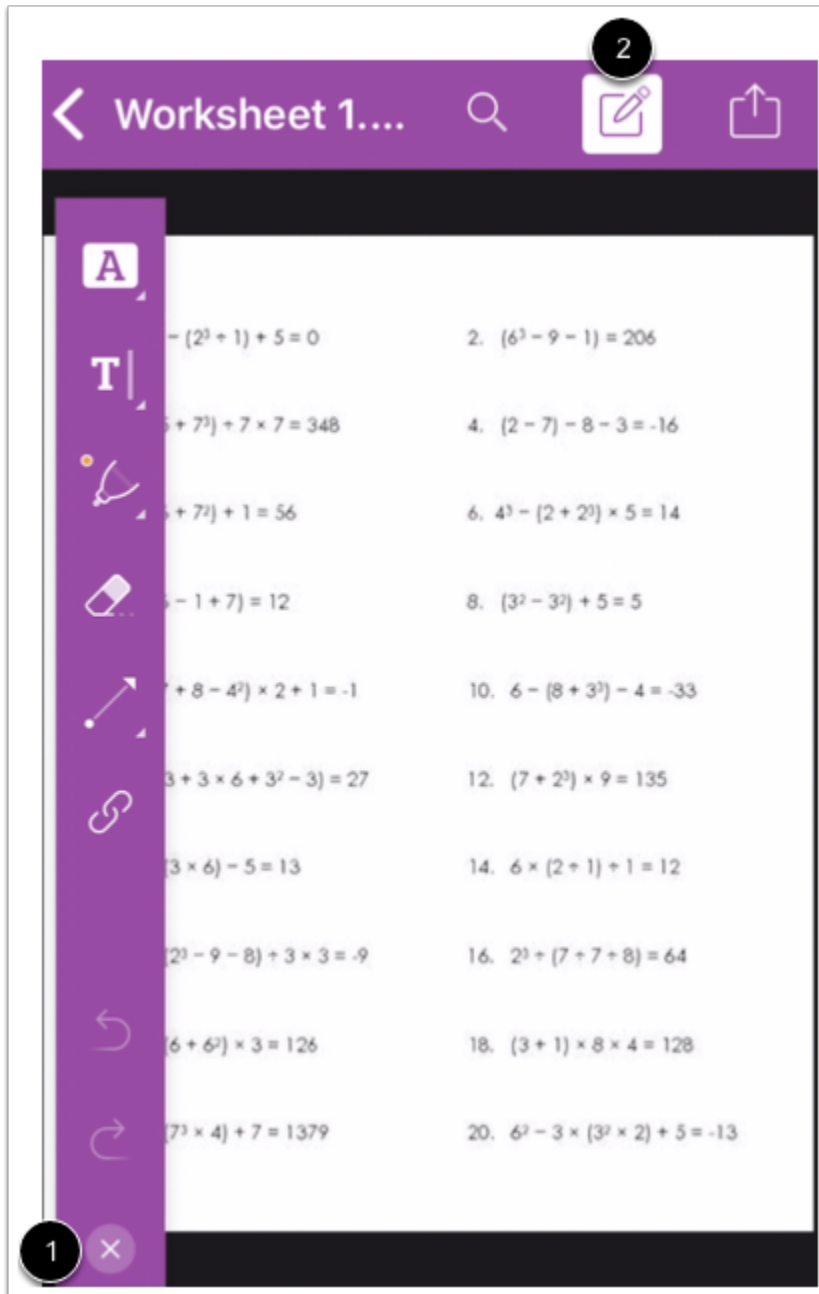 2
Worksheet 1....
A
T
− (2³ ÷ 1) + 5 = 0 2. (6³ − 9 − 1) = 206
+ 7³) ÷ 7 × 7 = 348 4. (2 − 7) − 8 − 3 = -16
+ 7²) + 1 = 56 6. 4³ − (2 + 2³) × 5 = 14
− 1 + 7) = 12 8. (3² − 3²) + 5 = 5
+ 8 − 4²) × 2 + 1 = -1 10. 6 − (8 + 3³) − 4 = -33
3 + 3 × 6 + 3² − 3) = 27 12. (7 + 2³) × 9 = 135
(3 × 6) − 5 = 13 14. 6 × (2 ÷ 1) ÷ 1 = 12
(2³ − 9 − 8) ÷ 3 × 3 = -9 16. 2³ ÷ (7 ÷ 7 ÷ 8) = 64
(6 + 6²) × 3 = 126 18. (3 + 1) × 8 × 4 = 128
(7³ × 4) + 7 = 1379 20. 6² − 3 × (3² × 2) + 5 = -13
1